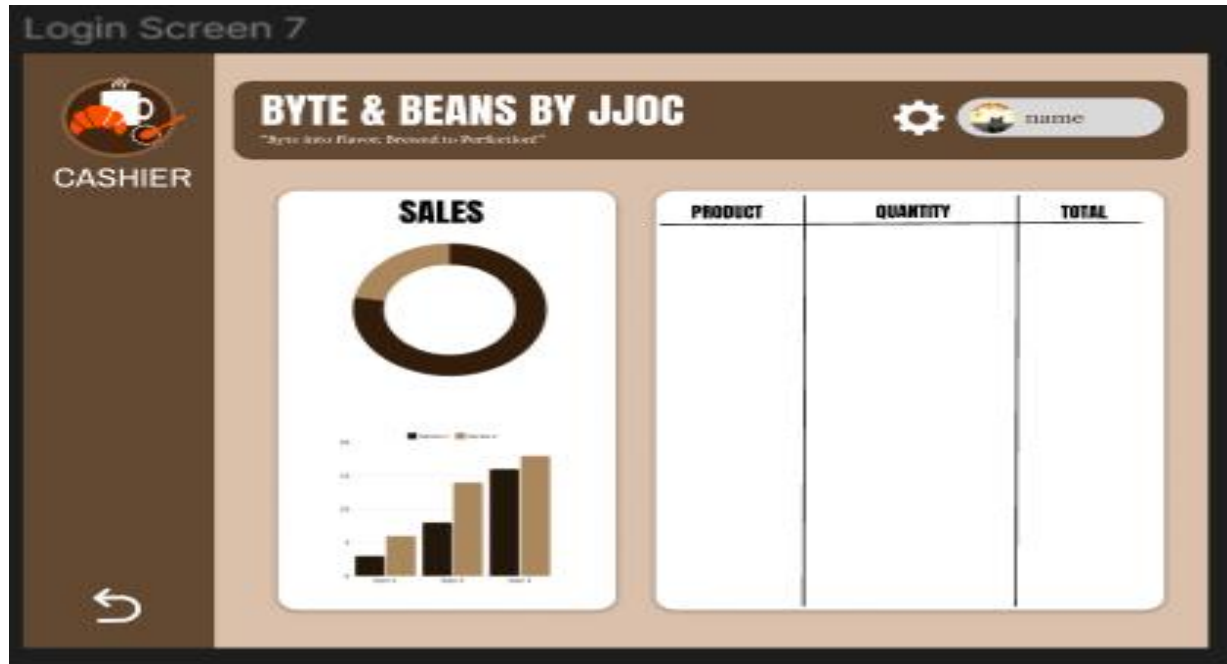 Login Screen 7
CASHIER
BYTE & BEANS BY JJOC
"Byte into Flavor, Brewed to Perfection!"
name
SALES
PRODUCT
QUANTITY
TOTAL